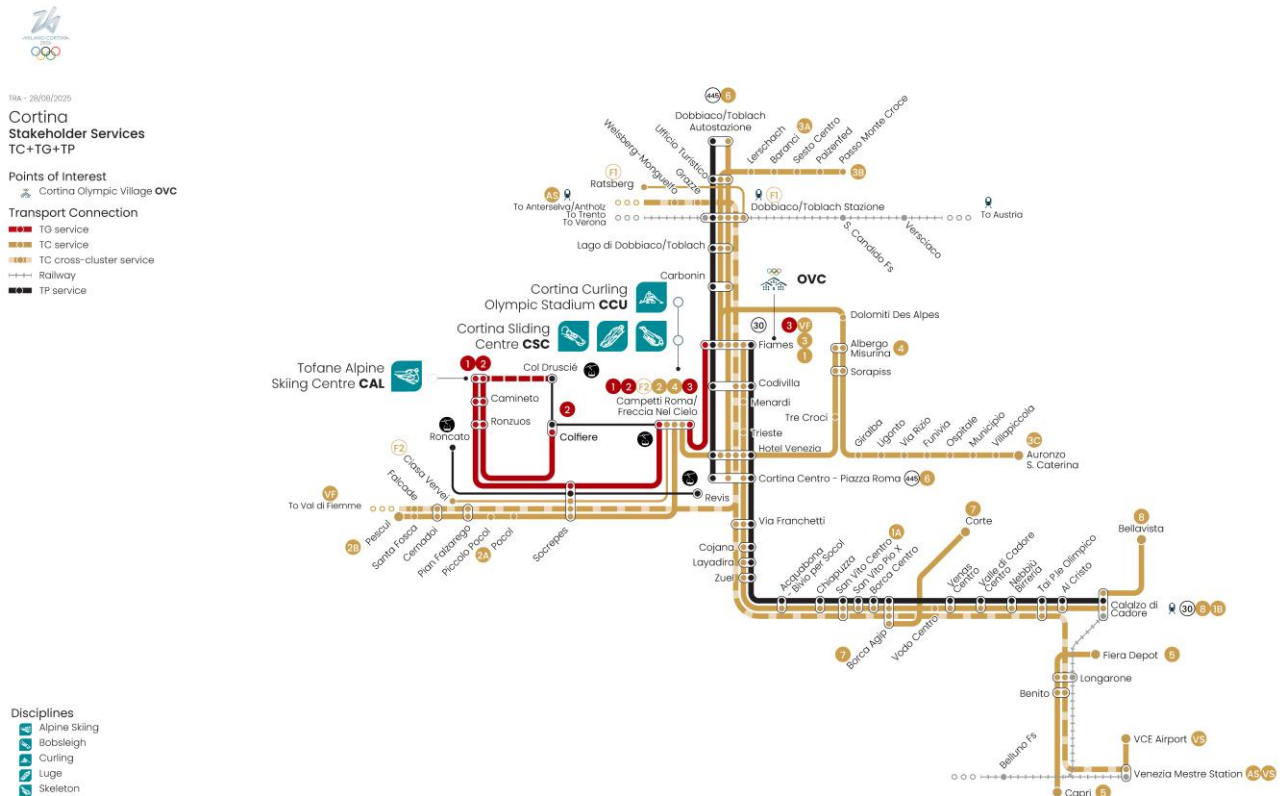 MILANO CORTINA
2026
TRA - 28/08/2025
Cortina
Stakeholder Services
TC+TG+TP
Points of Interest
Cortina Olympic Village OVC
Transport Connection
TG service
TC service
TC cross-cluster service
Railway
TP service
445 6
Dobbiaco/Toblach
Autostazione
Welsberg-Monguelfo
Grazze
Ufficio Turistico
Lerschach
Baranci
3A
Sesto Centro
Palzenfed
Passo Monte Croce
3B
F1
Ratsberg
AS
To Anterselva/Antholz
To Trento
To Verona
F1
Dobbiaco/Toblach Stazione
To Austria
S. Candido Fs
Versciaco
Lago di Dobbiaco/Toblach
Carbonin
OVC
Cortina Curling
Olympic Stadium CCU
Cortina Sliding
Centre CSC
Dolomiti Des Alpes
30
3 VF
3
1
Fiames
Albergo
Misurina
4
Sorapiss
Tofane Alpine
Skiing Centre CAL
1 2
Col Druscié
1 2 F2 2 4 3
Campetti Roma/
Freccia Nel Cielo
Codivilla
Camineto
2
Menardi
Tre Croci
Ronzuos
Colfiere
Trieste
Roncato
Hotel Venezia
Giralba
Ligonto
Via Rizio
Funivia
Ospitale
Municipio
Villapiccola
3C
Auronzo
S. Caterina
F2
Ciasa Vervei
Falcade
Cortina Centro - Piazza Roma 445 6
Revis
VF
To Val di Fiemme
2B
Pescul
Santa Fosca
Cernadoi
Pian Falzarego
Piccolo Pocol
2A
Pocol
Socrepes
Via Franchetti
Cojana
Layadira
Zuel
7
Corte
8
Bellavista
Acquabona
- Bivio per Socol
Chiapuzza
San Vito Centro
1A
San Vito Pio X
Borca Centro
Venas
Centro
Valle di Cadore
Centro
Nebbiù
Birreria
Tai P.le Olimpico
Al Cristo
Calalzo di
Cadore
30 8 1B
7
Borca Agip
Vodo Centro
Fiera Depot 5
Longarone
Benito
VCE Airport VS
Belluno Fs
Venezia Mestre Station AS VS
Capri 5
Disciplines
Alpine Skiing
Bobsleigh
Curling
Luge
Skeleton